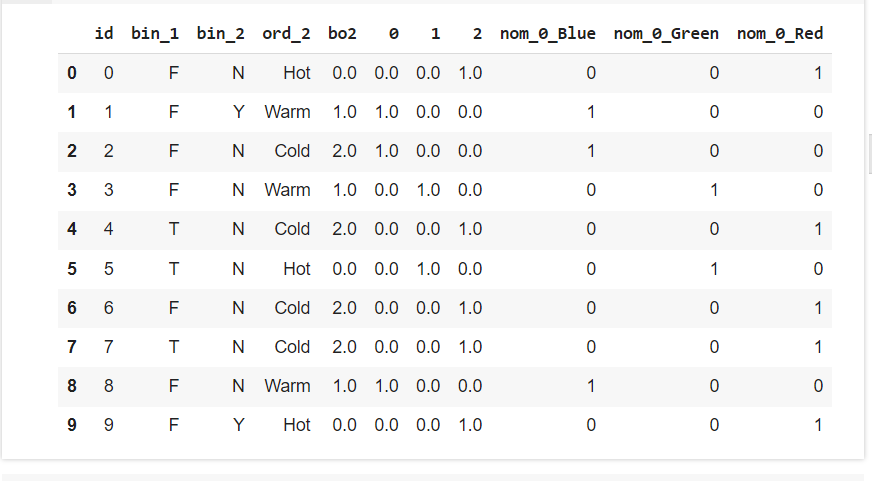 id bin_1 bin_2 ord_2 bo2 0 1 2 nom_0_Blue nom_0_Green nom_0_Red
0 0 F N Hot 0.0 0.0 0.0 1.0 0 0 1
1 1 F Y Warm 1.0 1.0 0.0 0.0 1 0 0
2 2 F N Cold 2.0 1.0 0.0 0.0 1 0 0
3 3 F N Warm 1.0 0.0 1.0 0.0 0 1 0
4 4 T N Cold 2.0 0.0 0.0 1.0 0 0 1
5 5 T N Hot 0.0 0.0 1.0 0.0 0 1 0
6 6 F N Cold 2.0 0.0 0.0 1.0 0 0 1
7 7 T N Cold 2.0 0.0 0.0 1.0 0 0 1
8 8 F N Warm 1.0 1.0 0.0 0.0 1 0 0
9 9 F Y Hot 0.0 0.0 0.0 1.0 0 0 1